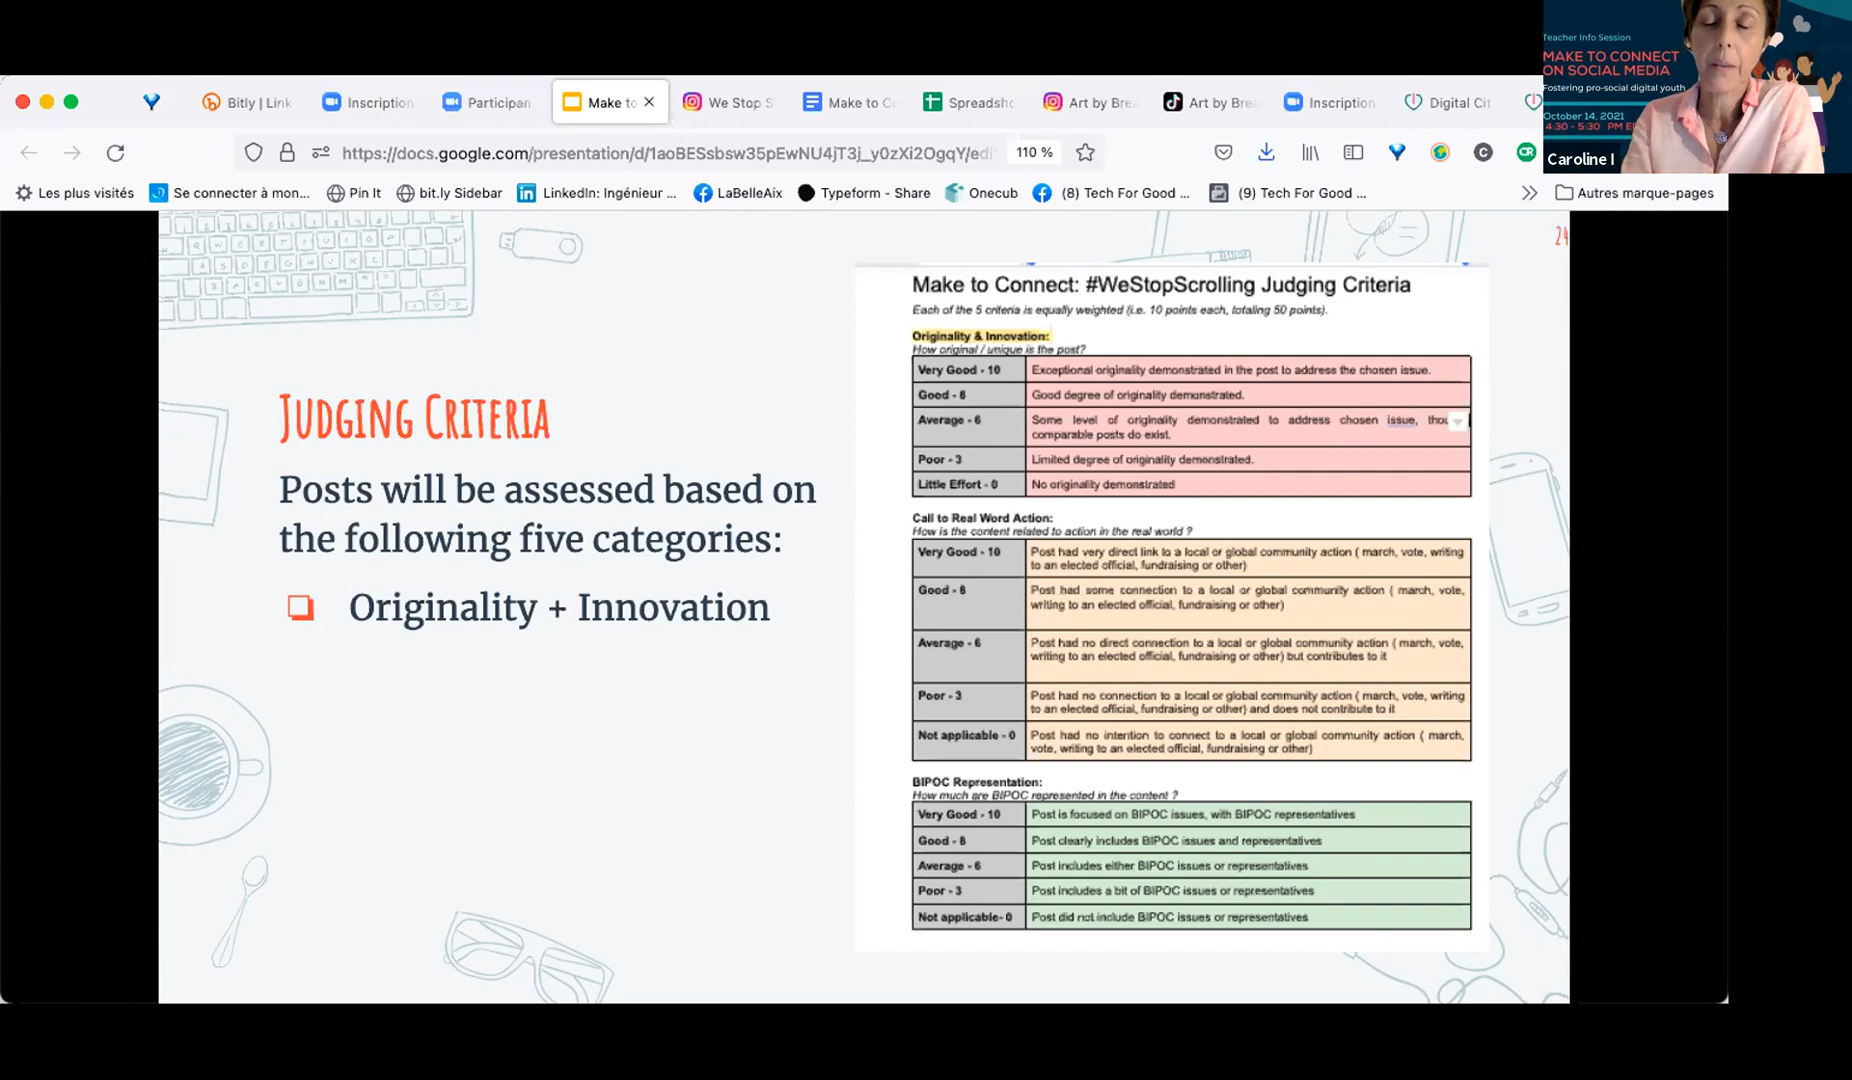 Teacher Info Session
MAKE TO CONNECT
ON SOCIAL MEDIA
Fostering pro-social digital youth
October 14, 2021
4:30 - 5:30 PM
Caroline I
Bitly | Link
Inscription
Participan
Make to
We Stop S
Make to Co
Spreadshe
Art by Brea
Art by Brea
Inscription
Digital Cit
https://docs.google.com/presentation/d/1aoBESsbsw35pEwNU4jT3j_y0zXi2OgqY/edi
110 %
C
CR
Les plus visités
Se connecter à mon...
Pin It
bit.ly Sidebar
LinkedIn: Ingénieur ...
LaBelleAix
Typeform - Share
Onecub
(8) Tech For Good ...
(9) Tech For Good ...
Autres marque-pages
24
JUDGING CRITERIA
Posts will be assessed based on
the following five categories:
Originality + Innovation
Make to Connect: #WeStopScrolling Judging Criteria
Each of the 5 criteria is equally weighted (i.e. 10 points each, totaling 50 points).
Originality & Innovation:
How original / unique is the post?
Very Good - 10 Exceptional originality demonstrated in the post to address the chosen issue.
Good - 8 Good degree of originality demonstrated.
Average - 6 Some level of originality demonstrated to address chosen issue, thou
comparable posts do exist.
Poor - 3 Limited degree of originality demonstrated.
Little Effort - 0 No originality demonstrated
Call to Real Word Action:
How is the content related to action in the real world ?
Very Good - 10 Post had very direct link to a local or global community action ( march, vote, writing
to an elected official, fundraising or other)
Good - 8 Post had some connection to a local or global community action ( march, vote,
writing to an elected official, fundraising or other)
Average - 6 Post had no direct connection to a local or global community action ( march, vote,
writing to an elected official, fundraising or other) but contributes to it
Poor - 3 Post had no connection to a local or global community action ( march, vote, writing
to an elected official, fundraising or other) and does not contribute to it
Not applicable - 0 Post had no intention to connect to a local or global community action ( march,
vote, writing to an elected official, fundraising or other)
BIPOC Representation:
How much are BIPOC represented in the content ?
Very Good - 10 Post is focused on BIPOC issues, with BIPOC representatives
Good - 8 Post clearly includes BIPOC issues and representatives
Average - 6 Post includes either BIPOC issues or representatives
Poor - 3 Post includes a bit of BIPOC issues or representatives
Not applicable- 0 Post did not include BIPOC issues or representatives